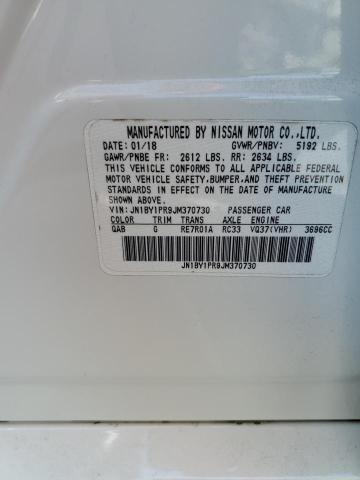 MANUFACTURED BY NISSAN MOTOR CO.,LTD.
DATE: 01/18 GVWR/PNBV: 5192 LBS.
GAWR/PNBE FR: 2612 LBS. RR: 2634 LBS.
THIS VEHICLE CONFORMS TO ALL APPLICABLE FEDERAL
MOTOR VEHICLE SAFETY,BUMPER,AND THEFT PREVENTION
STANDARDS IN EFFECT ON THE DATE OF MANUFACTURE
SHOWN ABOVE.
VIN: JN1BY1PR9JM370730 PASSENGER CAR
COLOR TRIM TRANS AXLE ENGINE
QAB G RE7R01A RC33 VQ37(VHR) 3696CC
JN1BY1PR9JM370730